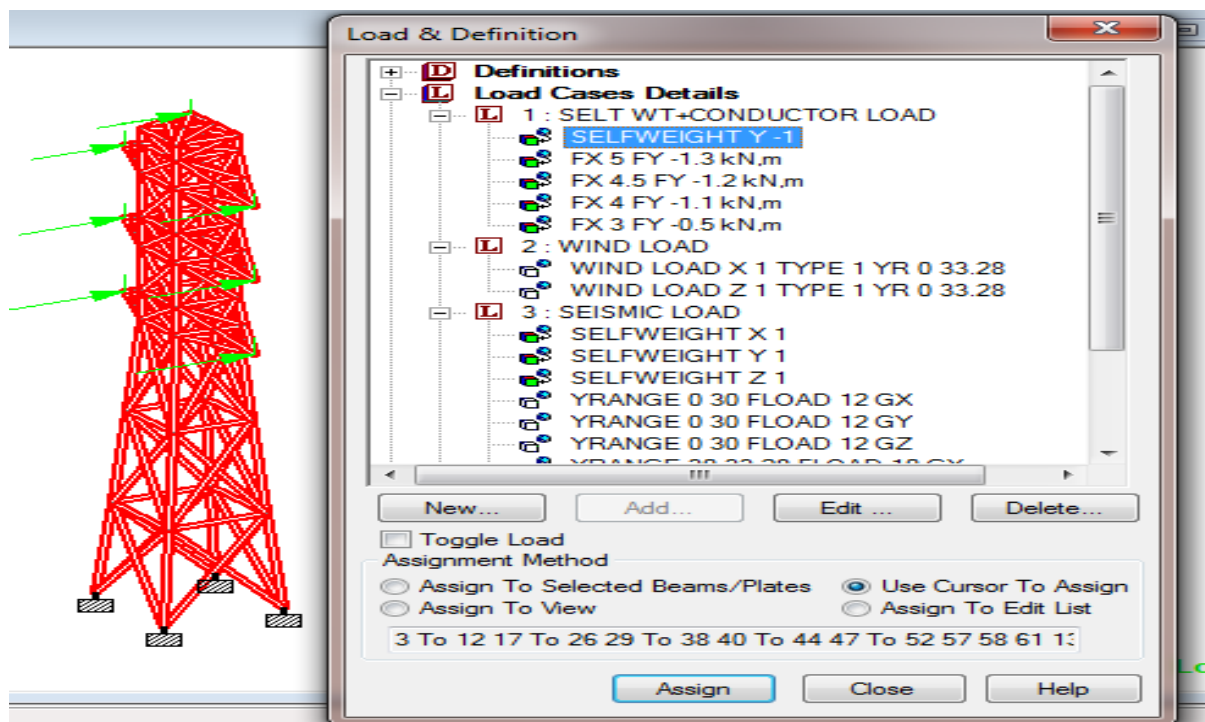 Load & Definition
Definitions
Load Cases Details
1 : SELT WT+CONDUCTOR LOAD
SELFWEIGHT Y -1
FX 5 FY -1.3 kN,m
FX 4.5 FY -1.2 kN,m
FX 4 FY -1.1 kN,m
FX 3 FY -0.5 kN,m
2 : WIND LOAD
WIND LOAD X 1 TYPE 1 YR 0 33.28
WIND LOAD Z 1 TYPE 1 YR 0 33.28
3 : SEISMIC LOAD
SELFWEIGHT X 1
SELFWEIGHT Y 1
SELFWEIGHT Z 1
YRANGE 0 30 FLOAD 12 GX
YRANGE 0 30 FLOAD 12 GY
YRANGE 0 30 FLOAD 12 GZ
New... Add... Edit ... Delete...
Toggle Load
Assignment Method
Assign To Selected Beams/Plates Use Cursor To Assign
Assign To View Assign To Edit List
3 To 12 17 To 26 29 To 38 40 To 44 47 To 52 57 58 61
Assign Close Help